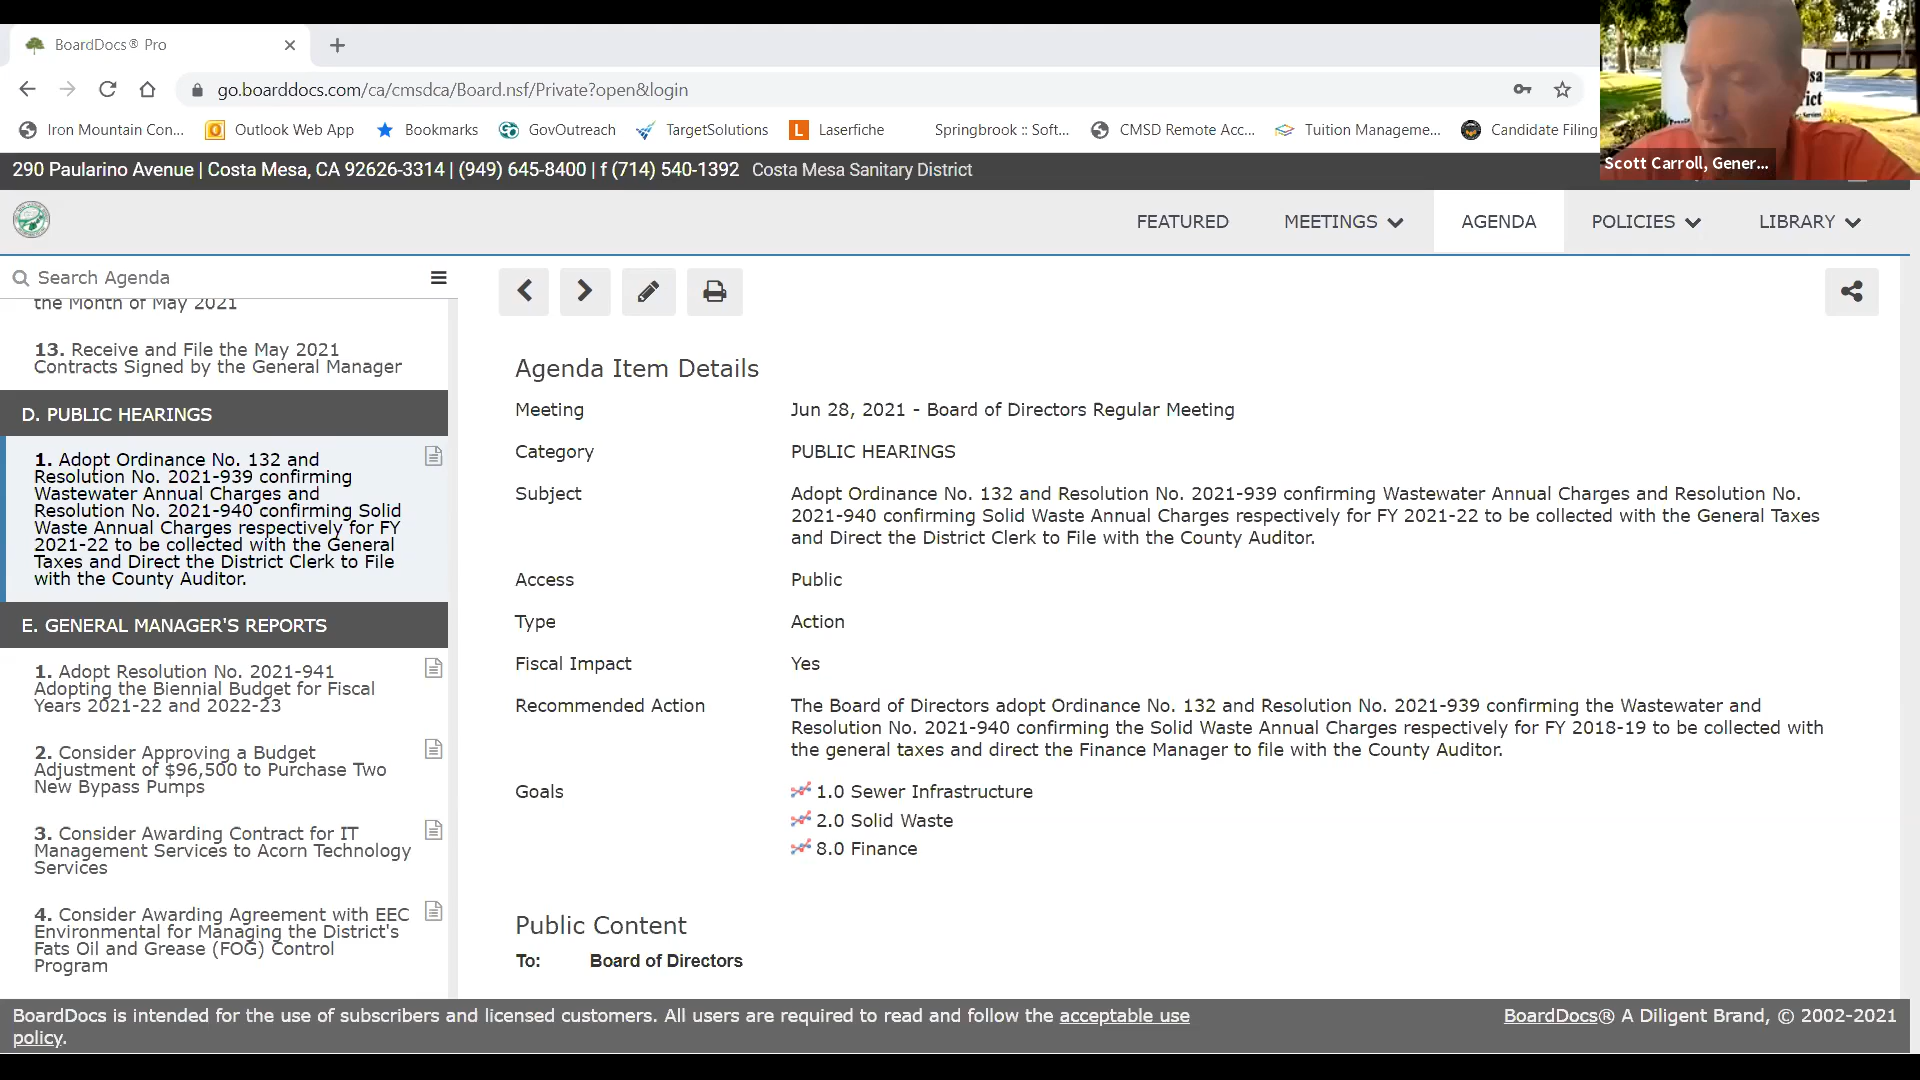 BoardDocs® Pro
go.boarddocs.com/ca/cmsdca/Board.nsf/Private?open&login
Iron Mountain Con... Outlook Web App Bookmarks GovOutreach TargetSolutions Laserfiche Springbrook :: Soft... CMSD Remote Acc... Tuition Manageme... Candidate Filing
Scott Carroll, Gener...
290 Paularino Avenue | Costa Mesa, CA 92626-3314 | (949) 645-8400 | f (714) 540-1392 Costa Mesa Sanitary District
FEATURED MEETINGS AGENDA POLICIES LIBRARY
Search Agenda
the Month of May 2021
13. Receive and File the May 2021
Contracts Signed by the General Manager
D. PUBLIC HEARINGS
1. Adopt Ordinance No. 132 and
Resolution No. 2021-939 confirming
Wastewater Annual Charges and
Resolution No. 2021-940 confirming Solid
Waste Annual Charges respectively for FY
2021-22 to be collected with the General
Taxes and Direct the District Clerk to File
with the County Auditor.
E. GENERAL MANAGER'S REPORTS
1. Adopt Resolution No. 2021-941
Adopting the Biennial Budget for Fiscal
Years 2021-22 and 2022-23
2. Consider Approving a Budget
Adjustment of $96,500 to Purchase Two
New Bypass Pumps
3. Consider Awarding Contract for IT
Management Services to Acorn Technology
Services
4. Consider Awarding Agreement with EEC
Environmental for Managing the District's
Fats Oil and Grease (FOG) Control
Program
Agenda Item Details
Meeting Jun 28, 2021 - Board of Directors Regular Meeting
Category PUBLIC HEARINGS
Subject Adopt Ordinance No. 132 and Resolution No. 2021-939 confirming Wastewater Annual Charges and Resolution No.
2021-940 confirming Solid Waste Annual Charges respectively for FY 2021-22 to be collected with the General Taxes
and Direct the District Clerk to File with the County Auditor.
Access Public
Type Action
Fiscal Impact Yes
Recommended Action The Board of Directors adopt Ordinance No. 132 and Resolution No. 2021-939 confirming the Wastewater and
Resolution No. 2021-940 confirming the Solid Waste Annual Charges respectively for FY 2018-19 to be collected with
the general taxes and direct the Finance Manager to file with the County Auditor.
Goals 1.0 Sewer Infrastructure
2.0 Solid Waste
8.0 Finance
Public Content
To: Board of Directors
BoardDocs is intended for the use of subscribers and licensed customers. All users are required to read and follow the acceptable use
policy.
BoardDocs® A Diligent Brand, © 2002-2021